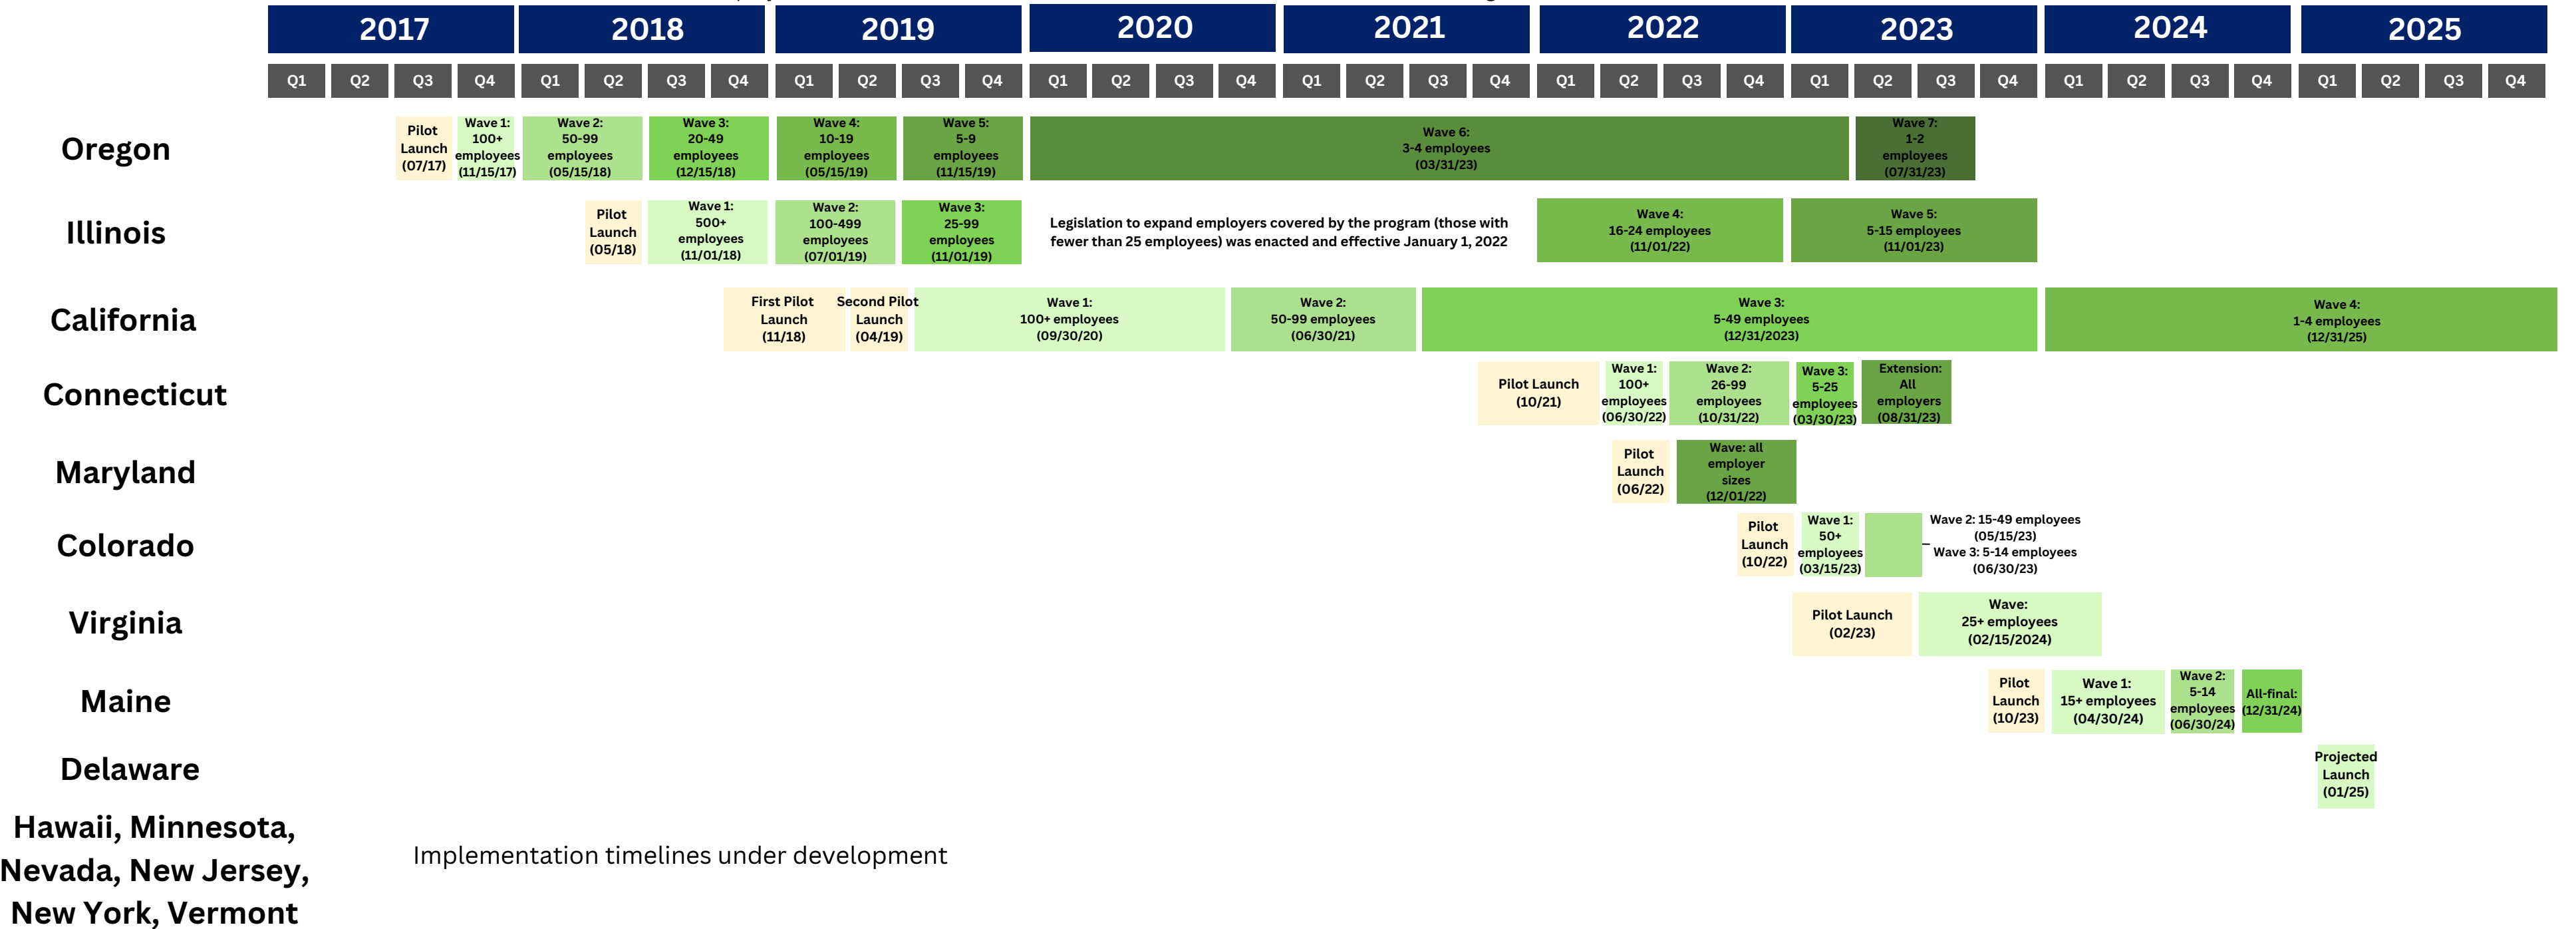 2017 2018 2019 2020 2021 2022 2023 2024 2025
Q1 Q2 Q3 Q4 Q1 Q2 Q3 Q4 Q1 Q2 Q3 Q4 Q1 Q2 Q3 Q4 Q1 Q2 Q3 Q4 Q1 Q2 Q3 Q4 Q1 Q2 Q3 Q4 Q1 Q2 Q3 Q4 Q1 Q2 Q3 Q4
Oregon
Pilot
Launch
(07/17)
Wave 1:
100+
employees
(11/15/17)
Wave 2:
50-99
employees
(05/15/18)
Wave 3:
20-49
employees
(12/15/18)
Wave 4:
10-19
employees
(05/15/19)
Wave 5:
5-9
employees
(11/15/19)
Wave 6:
3-4 employees
(03/31/23)
Wave 7:
1-2
employees
(07/31/23)
Illinois
Pilot
Launch
(05/18)
Wave 1:
500+
employees
(11/01/18)
Wave 2:
100-499
employees
(07/01/19)
Wave 3:
25-99
employees
(11/01/19)
Legislation to expand employers covered by the program (those with
fewer than 25 employees) was enacted and effective January 1, 2022
Wave 4:
16-24 employees
(11/01/22)
Wave 5:
5-15 employees
(11/01/23)
California
First Pilot
Launch
(11/18)
Second Pilot
Launch
(04/19)
Wave 1:
100+ employees
(09/30/20)
Wave 2:
50-99 employees
(06/30/21)
Wave 3:
5-49 employees
(12/31/2023)
Wave 4:
1-4 employees
(12/31/25)
Connecticut
Pilot Launch
(10/21)
Wave 1:
100+
employees
(06/30/22)
Wave 2:
26-99
employees
(10/31/22)
Wave 3:
5-25
employees
(03/30/23)
Extension:
All
employers
(08/31/23)
Maryland
Pilot
Launch
(06/22)
Wave: all
employer
sizes
(12/01/22)
Colorado
Pilot
Launch
(10/22)
Wave 1:
50+
employees
(03/15/23)
Wave 2: 15-49 employees
(05/15/23)
Wave 3: 5-14 employees
(06/30/23)
Virginia
Pilot Launch
(02/23)
Wave:
25+ employees
(02/15/2024)
Maine
Pilot
Launch
(10/23)
Wave 1:
15+ employees
(04/30/24)
Wave 2:
5-14
employees
(06/30/24)
All-final:
(12/31/24)
Delaware
Projected
Launch
(01/25)
Hawaii, Minnesota,
Nevada, New Jersey,
New York, Vermont
Implementation timelines under development